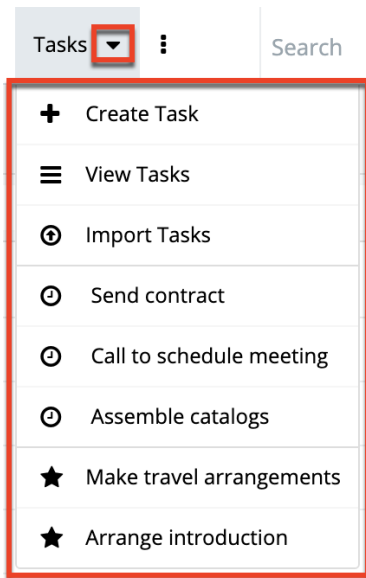 Tasks
Search
Create Task
View Tasks
Import Tasks
Send contract
Call to schedule meeting
Assemble catalogs
Make travel arrangements
Arrange introduction